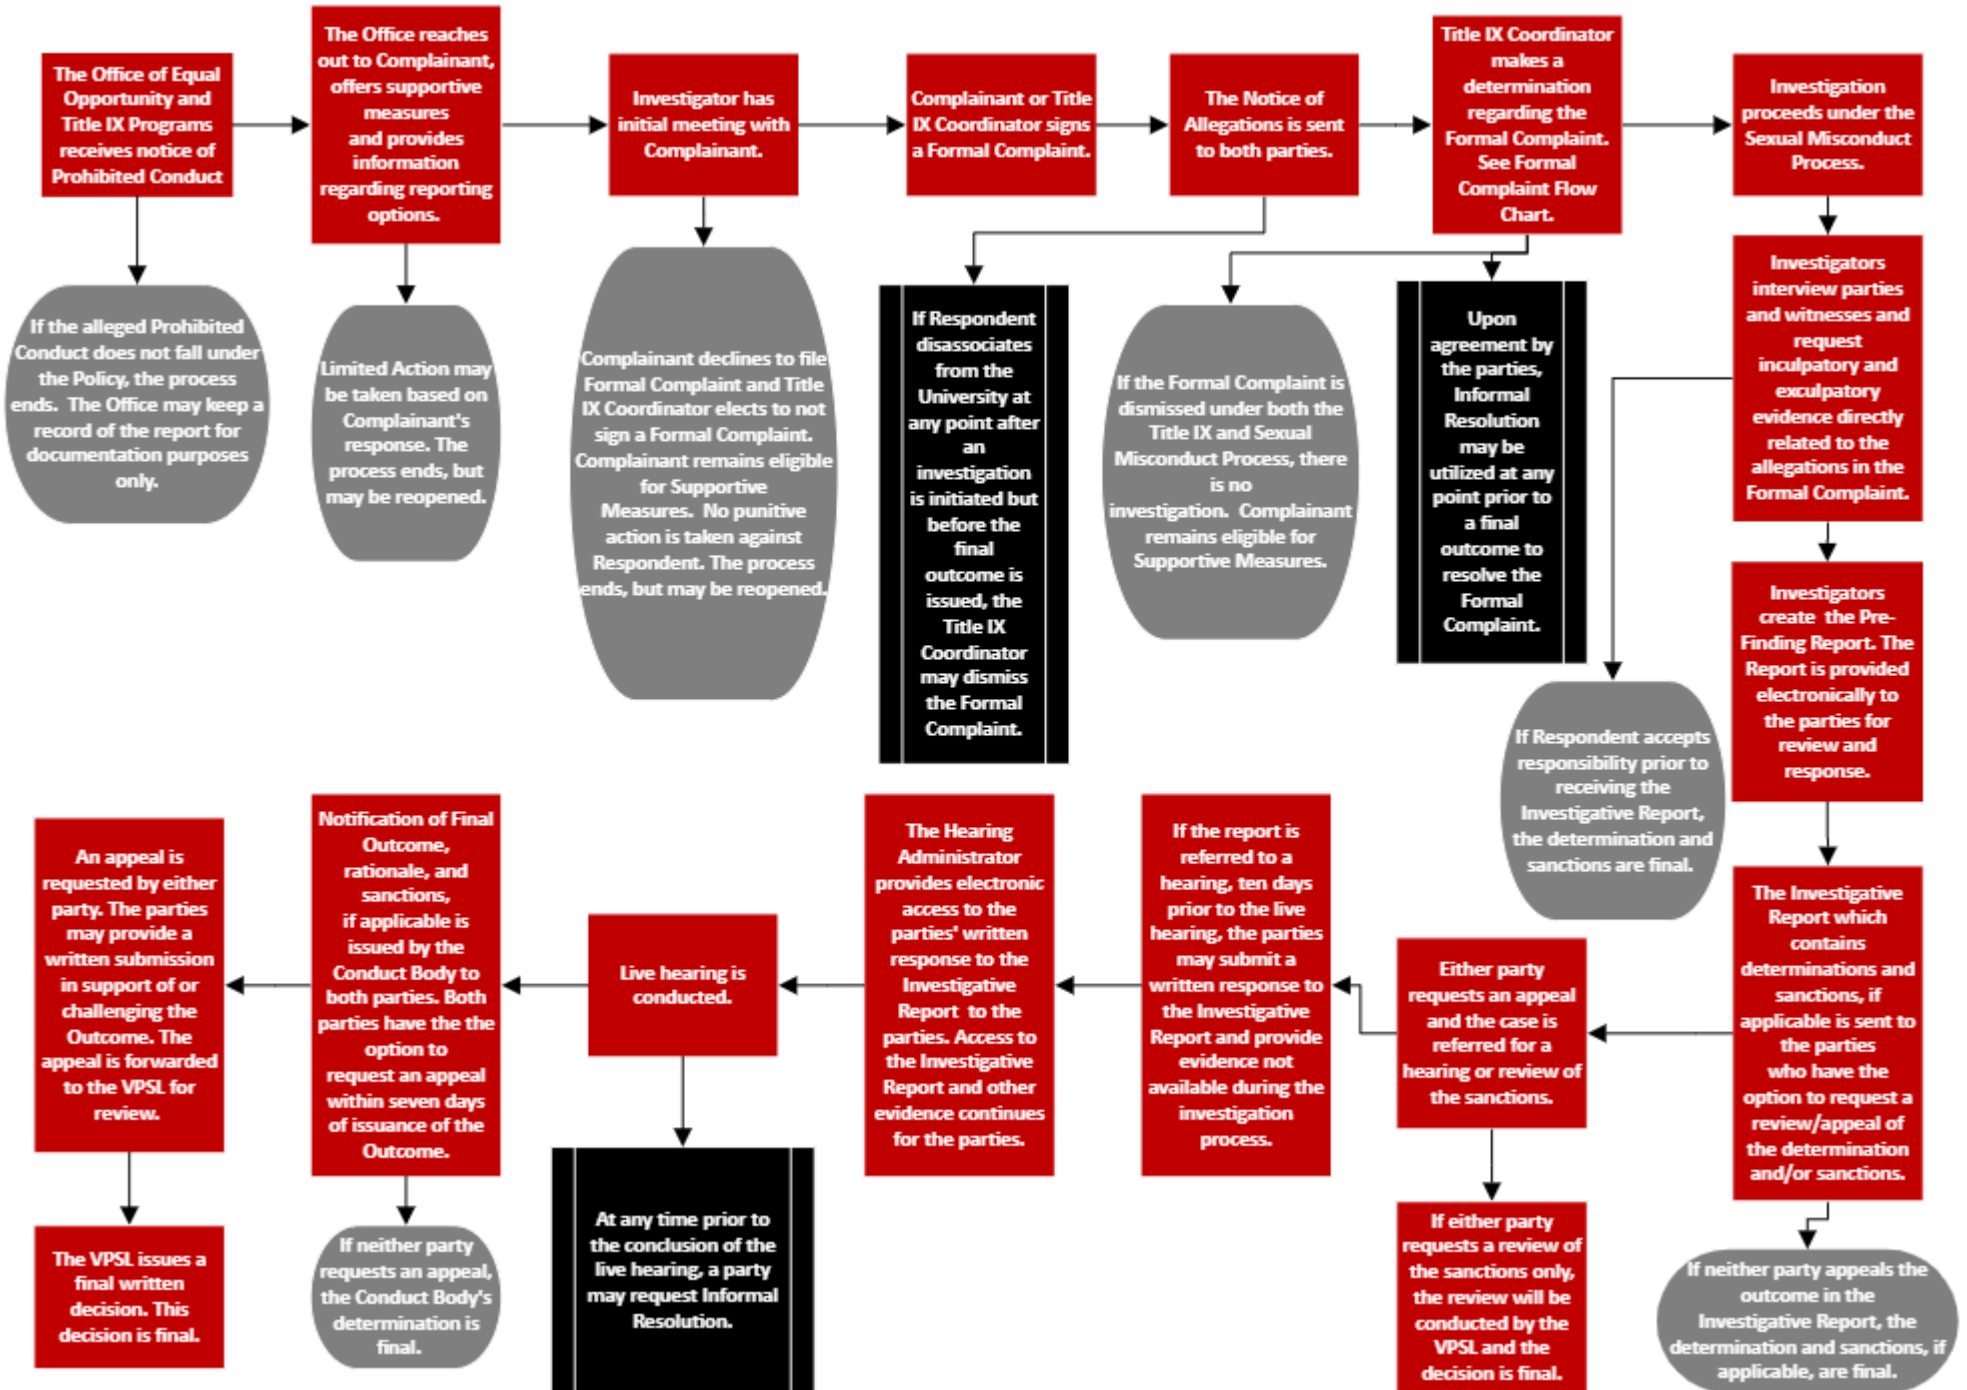 The Office of Equal
Opportunity and
Title IX Programs
receives notice of
Prohibited Conduct
The Office reaches
out to Complainant,
offers supportive
measures
and provides
information
regarding reporting
options.
Investigator has
initial meeting with
Complainant.
Complainant or Title
IX Coordinator signs
a Formal Complaint.
The Notice of
Allegations is sent
to both parties.
Title IX Coordinator
makes a
determination
regarding the
Formal Complaint.
See Formal
Complaint Flow
Chart.
Investigation
proceeds under the
Sexual Misconduct
Process.
If the alleged Prohibited
Conduct does not fall under
the Policy, the process
ends.  The Office may keep a
record of the report for
documentation purposes
only.
Limited Action may
be taken based on
Complainant's
response. The
process ends, but
may be reopened.
Complainant declines to file
Formal Complaint and Title
IX Coordinator elects to not
sign a Formal Complaint.
Complainant remains eligible
for Supportive
Measures.  No punitive
action is taken against
Respondent. The process
ends, but may be reopened.
If Respondent
disassociates
from the
University at
any point after
an
investigation
is initiated but
before the
final
outcome is
issued, the
Title IX
Coordinator
may dismiss
the Formal
Complaint.
If the Formal Complaint is
dismissed under both the
Title IX and Sexual
Misconduct Process, there
is no
investigation.  Complainant
remains eligible for
Supportive Measures.
Upon
agreement by
the parties,
Informal
Resolution
may be
utilized at any
point prior to
a final
outcome to
resolve the
Formal
Complaint.
Investigators
interview parties
and witnesses and
request
inculpatory and
exculpatory
evidence directly
related to the
allegations in the
Formal Complaint.
If Respondent accepts
responsibility prior to
receiving the
Investigative Report,
the determination and
sanctions are final.
Investigators
create  the Pre-
Finding Report. The
Report is provided
electronically to
the parties for
review and
response.
The Investigative
Report which
contains
determinations and
sanctions, if
applicable is sent to
the parties
who have the
option to request a
review/appeal of
the determination
and/or sanctions.
If neither party appeals the
outcome in the
Investigative Report, the
determination and sanctions, if
applicable, are final.
Either party
requests an appeal
and the case is
referred for a
hearing or review of
the sanctions.
If either party
requests a review of
the sanctions only,
the review will be
conducted by the
VPSL and the
decision is final.
If the report is
referred to a
hearing, ten days
prior to the live
hearing, the parties
may submit a
written response to
the Investigative
Report and provide
evidence not
available during the
investigation
process.
The Hearing
Administrator
provides electronic
access to the
parties' written
response to the
Investigative
Report  to the
parties. Access to
the Investigative
Report and other
evidence continues
for the parties.
Live hearing is
conducted.
At any time prior to
the conclusion of the
live hearing, a party
may request Informal
Resolution.
Notification of Final
Outcome,
rationale, and
sanctions,
if applicable is
issued by the
Conduct Body to
both parties. Both
parties have the the
option to
request an appeal
within seven days
of issuance of the
Outcome.
If neither party
requests an appeal,
the Conduct Body's
determination is
final.
An appeal is
requested by either
party. The parties
may provide a
written submission
in support of or
challenging the
Outcome. The
appeal is forwarded
to the VPSL for
review.
The VPSL issues a
final written
decision. This
decision is final.